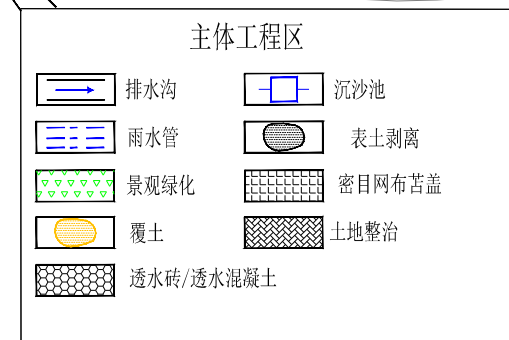 主体工程区
排水沟
沉沙池
雨水管
表土剥离
景观绿化
密目网布苫盖
覆土
土地整治
透水砖/透水混凝土